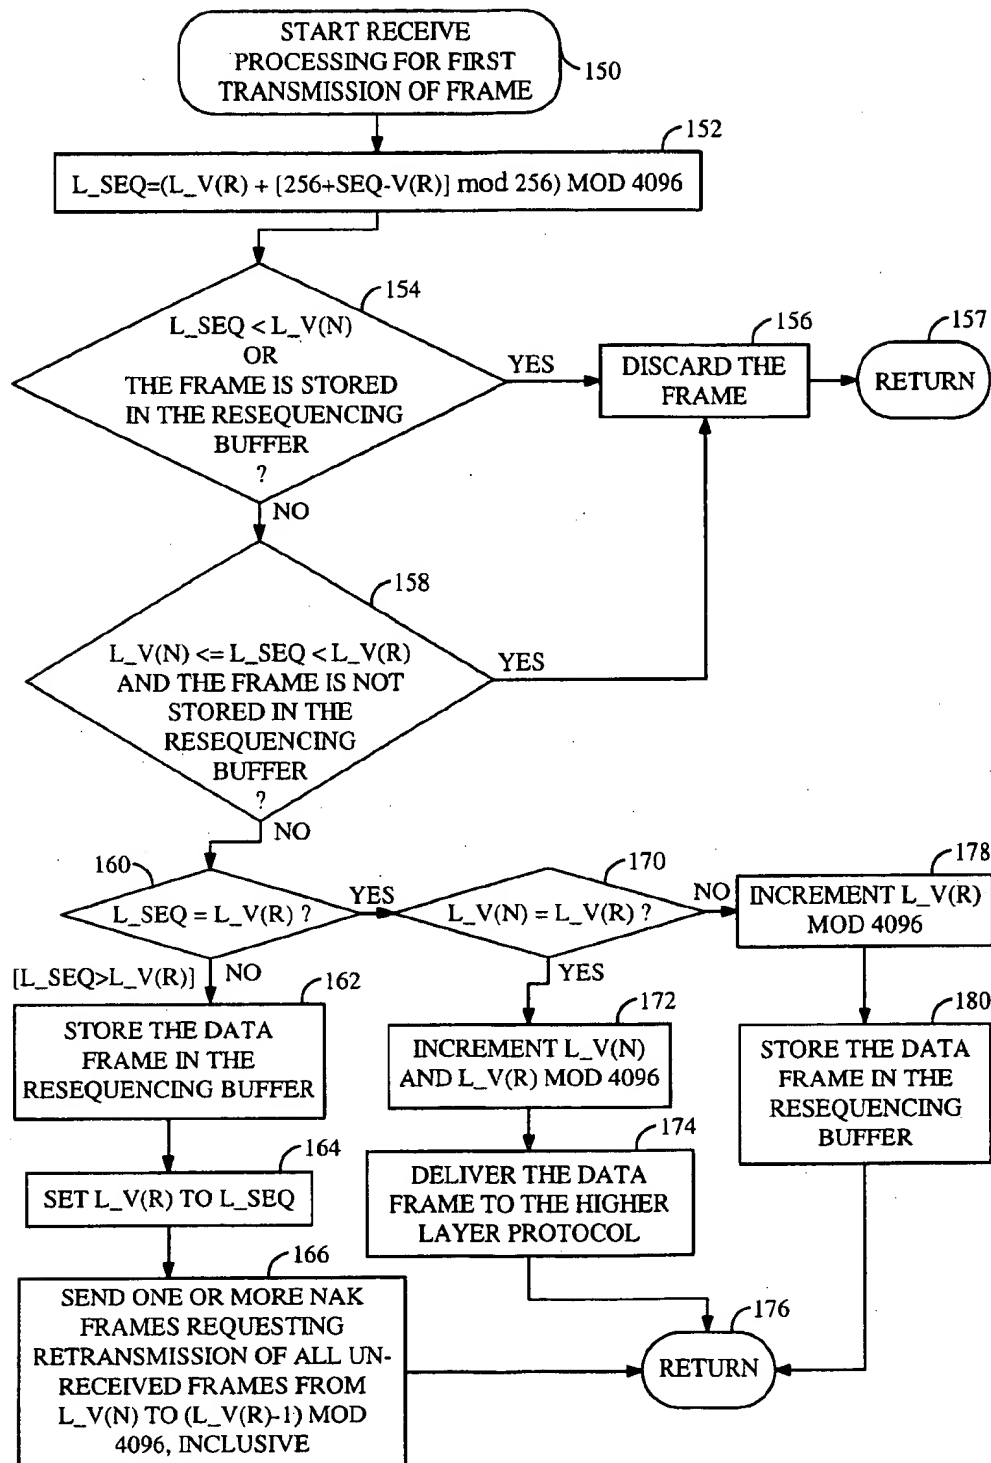 START RECEIVE
PROCESSING FOR FIRST
TRANSMISSION OF FRAME
150
152
L_SEQ=(L_V(R) + [256+SEQ-V(R)] mod 256) MOD 4096
154
L_SEQ < L_V(N)
OR
THE FRAME IS STORED
IN THE RESEQUENCING
BUFFER
?
YES
156
DISCARD THE
FRAME
157
RETURN
NO
158
L_V(N) <= L_SEQ < L_V(R)
AND THE FRAME IS NOT
STORED IN THE
RESEQUENCING
BUFFER
?
YES
NO
160
L_SEQ = L_V(R) ?
YES
170
L_V(N) = L_V(R) ?
NO
178
INCREMENT L_V(R)
MOD 4096
[L_SEQ>L_V(R)]
NO
YES
162
STORE THE DATA
FRAME IN THE
RESEQUENCING BUFFER
172
INCREMENT L_V(N)
AND L_V(R) MOD 4096
180
STORE THE DATA
FRAME IN THE
RESEQUENCING
BUFFER
164
SET L_V(R) TO L_SEQ
174
DELIVER THE DATA
FRAME TO THE HIGHER
LAYER PROTOCOL
166
SEND ONE OR MORE NAK
FRAMES REQUESTING
RETRANSMISSION OF ALL UN-
RECEIVED FRAMES FROM
L_V(N) TO (L_V(R)-1) MOD
4096, INCLUSIVE
176
RETURN